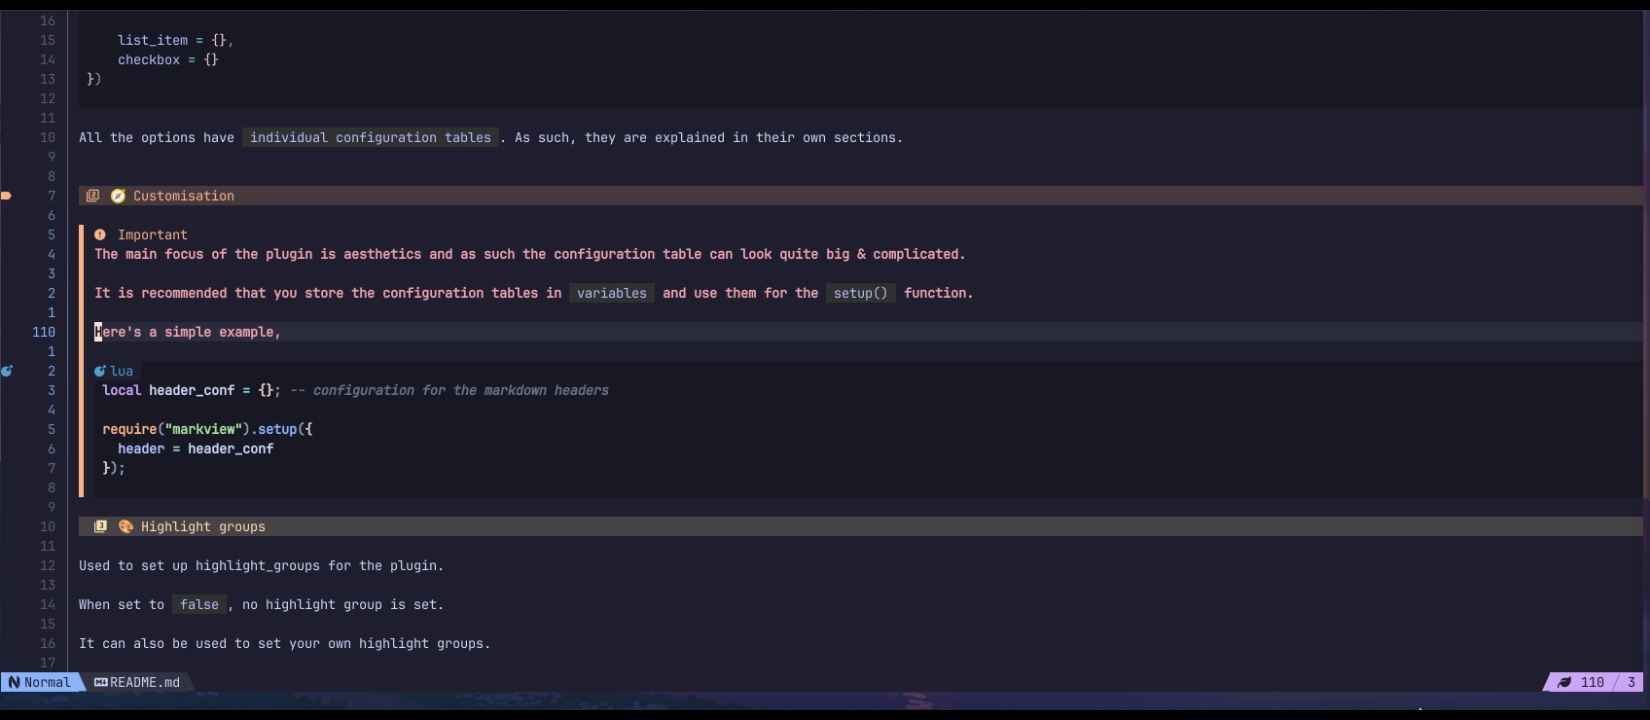 16
15 list_item = {},
14 checkbox = {}
13 })
12
11
10 All the options have individual configuration tables . As such, they are explained in their own sections.
9
8
7 Customisation
6
5 Important
4 The main focus of the plugin is aesthetics and as such the configuration table can look quite big & complicated.
3
2 It is recommended that you store the configuration tables in variables and use them for the setup() function.
1
110 Here's a simple example,
1
2 lua
3 local header_conf = {}; -- configuration for the markdown headers
4
5 require("markview").setup({
6 header = header_conf
7 });
8
9
10 3 Highlight groups
11
12 Used to set up highlight_groups for the plugin.
13
14 When set to false , no highlight group is set.
15
16 It can also be used to set your own highlight groups.
17
Normal README.md 110 3